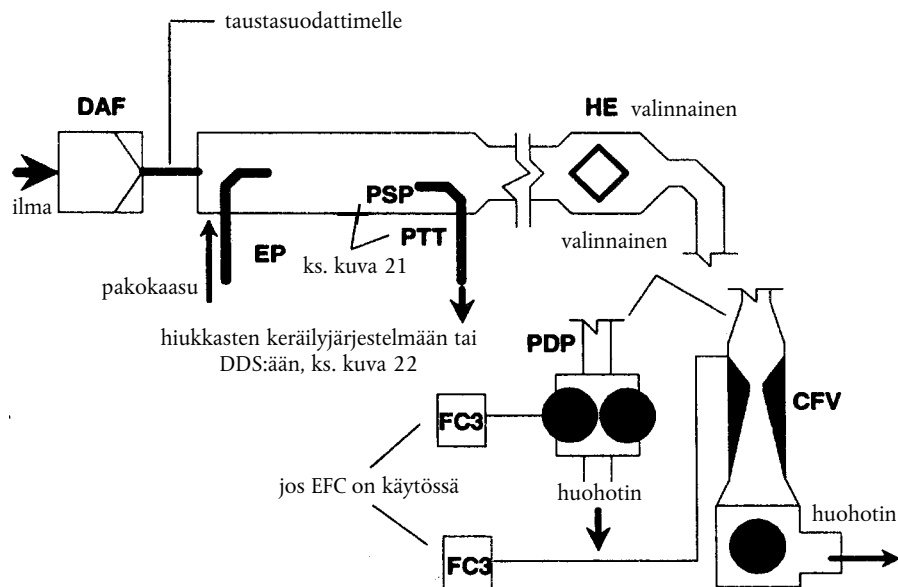 taustasuodattimelle
DAF
HE valinnainen
ilma
PSP
PTT
EP
ks. kuva 21
valinnainen
pakokaasu
hiukkasten keräilyjärjestelmään tai
DDS:ään, ks. kuva 22
PDP
CFV
FC3
jos EFC on käytössä
huohotin
huohotin
FC3